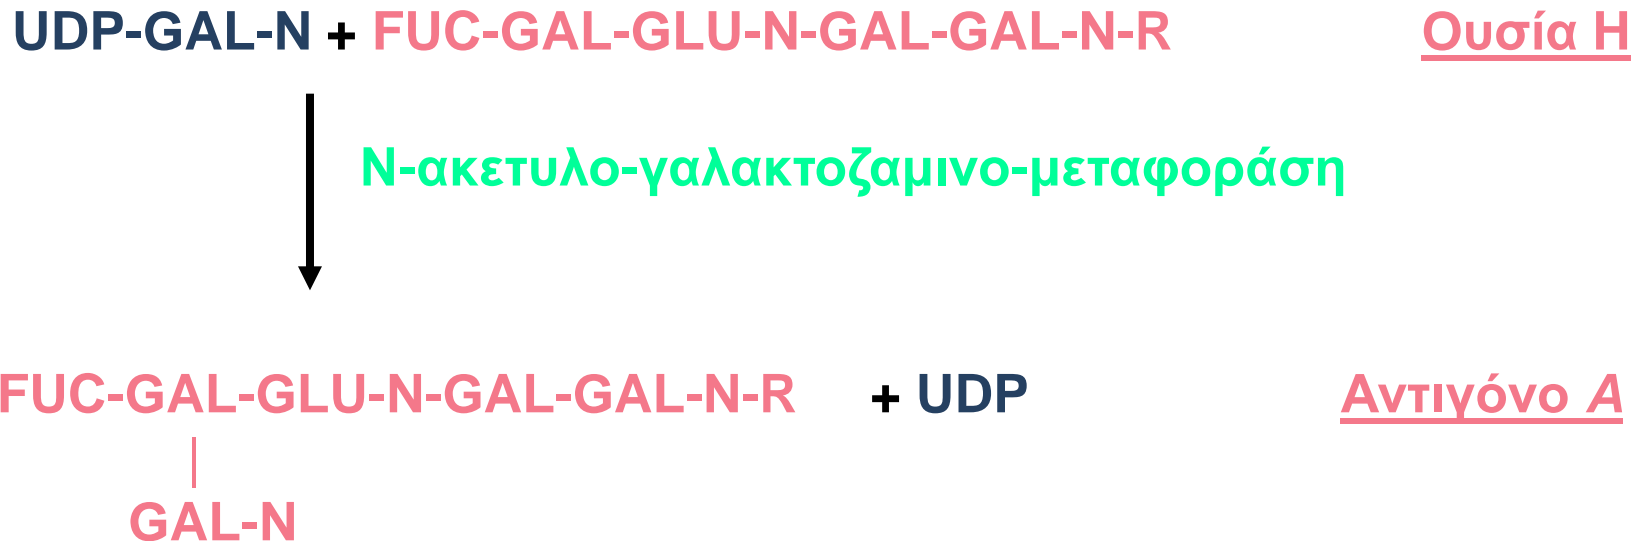 UDP-GAL-N + FUC-GAL-GLU-N-GAL-GAL-N-R Ουσία Η
Ν-ακετυλο-γαλακτοζαμινο-μεταφοράση
FUC-GAL-GLU-N-GAL-GAL-N-R + UDP Αντιγόνο Α
GAL-N